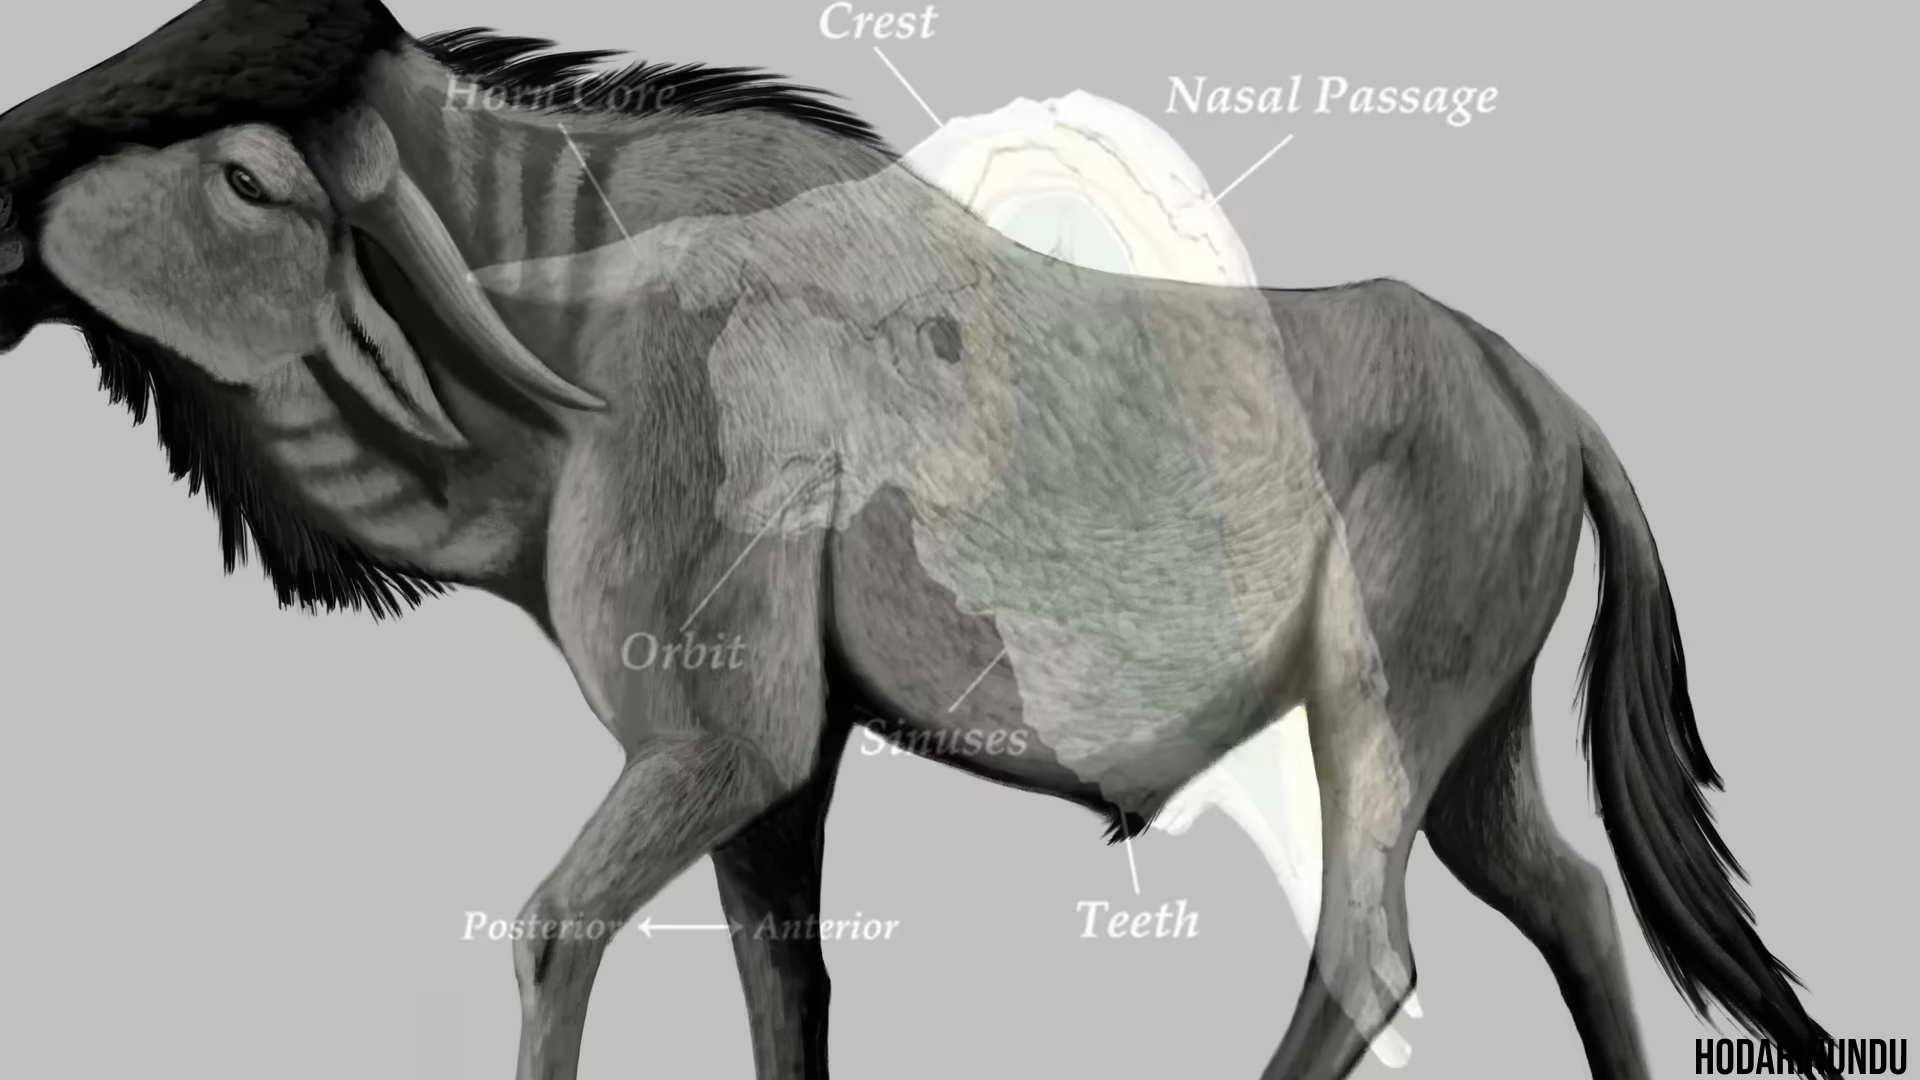 Crest
Horn Core
Nasal Passage
Orbit
Sinuses
Teeth
Posterior
Anterior
HODARI NUNDU